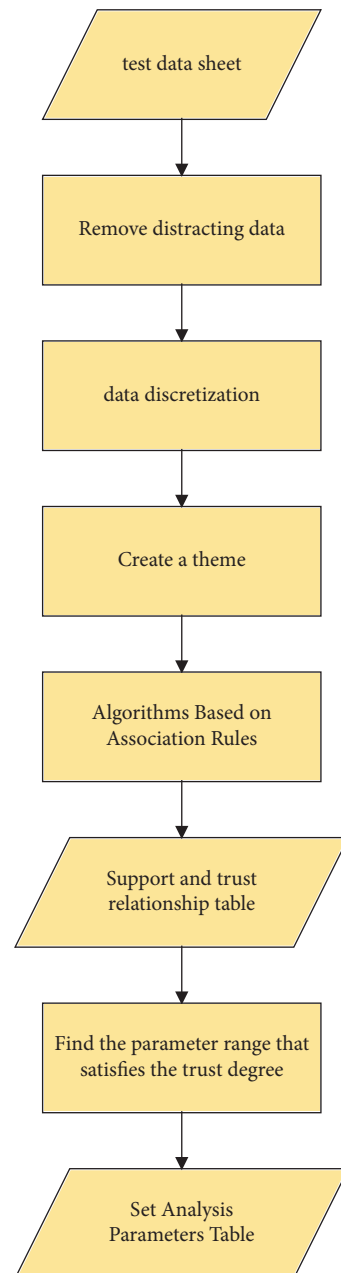 test data sheet
Remove distracting data
data discretization
Create a theme
Algorithms Based on
Association Rules
Support and trust
relationship table
Find the parameter range that
satisfies the trust degree
Set Analysis
Parameters Table